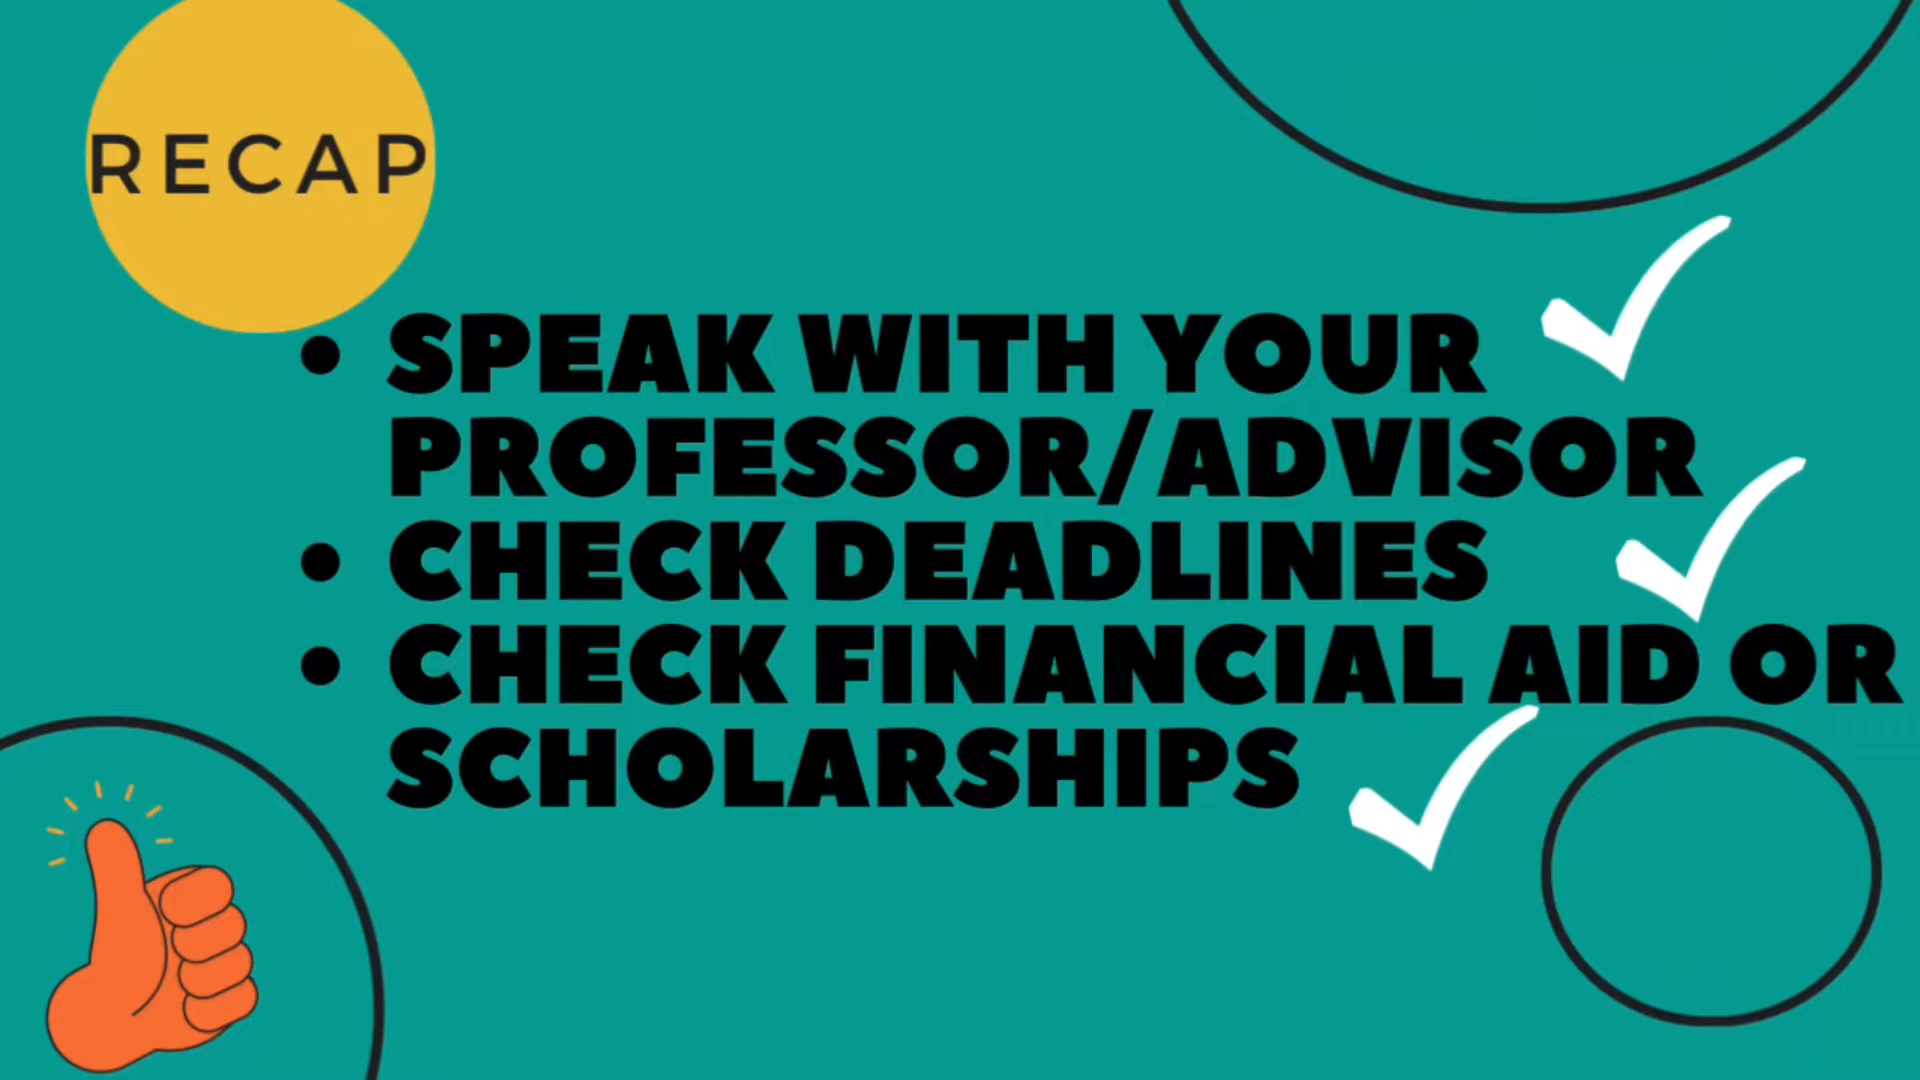 RECAP
• SPEAK WITH YOUR
PROFESSOR/ADVISOR
• CHECK DEADLINES
• CHECK FINANCIAL AID OR
SCHOLARSHIPS